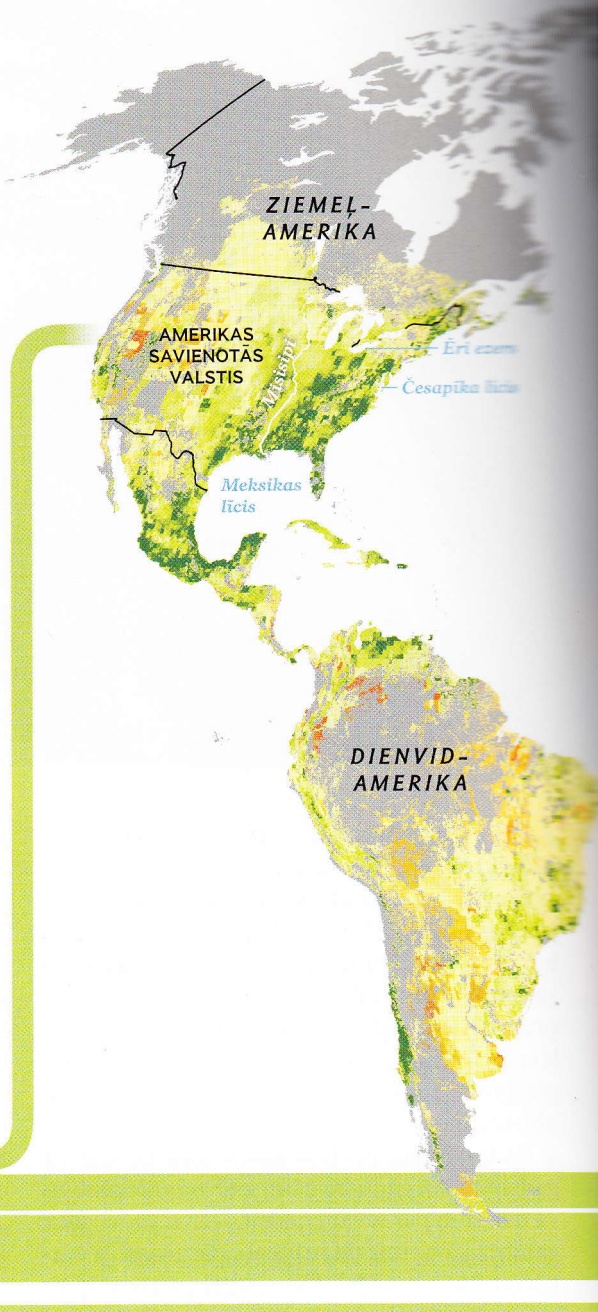 ZIEMEĻ-
AMERIKA
AMERIKAS
SAVIENOTĀS
VALSTIS
Misisipi
Ēri ezers
Česapīka līcis
Meksikas
līcis
DIENVID-
AMERIKA